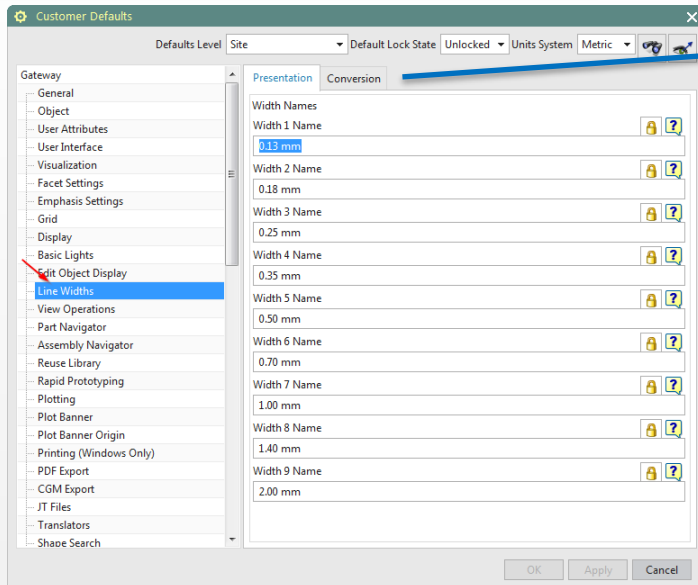 Customer Defaults
Defaults Level Site Default Lock State Unlocked Units System Metric
Gateway
General
Object
User Attributes
User Interface
Visualization
Facet Settings
Emphasis Settings
Grid
Display
Basic Lights
Edit Object Display
Line Widths
View Operations
Part Navigator
Assembly Navigator
Reuse Library
Rapid Prototyping
Plotting
Plot Banner
Plot Banner Origin
Printing (Windows Only)
PDF Export
CGM Export
JT Files
Translators
Shape Search
Presentation Conversion
Width Names
Width 1 Name
0.13 mm
Width 2 Name
0.18 mm
Width 3 Name
0.25 mm
Width 4 Name
0.35 mm
Width 5 Name
0.50 mm
Width 6 Name
0.70 mm
Width 7 Name
1.00 mm
Width 8 Name
1.40 mm
Width 9 Name
2.00 mm
OK Apply Cancel